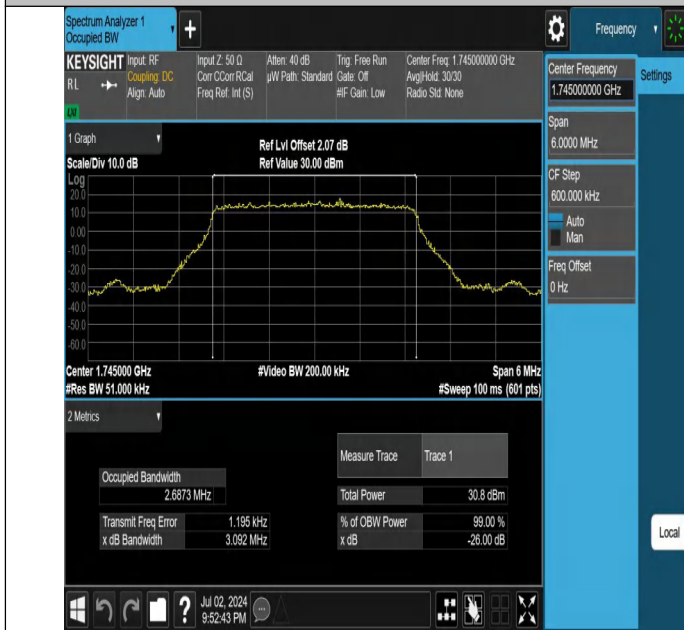 Spectrum Analyzer 1
Occupied BW
+
Frequency
KEYSIGHT
RL
LXI
Input: RF
Coupling: DC
Align: Auto
Input Z: 50 Ω
Corr CCorr RCal
Freq Ref: Int (S)
Atten: 40 dB
µW Path: Standard
Trig: Free Run
Gate: Off
#IF Gain: Low
Center Freq: 1.745000000 GHz
Avg|Hold: 30/30
Radio Std: None
Center Frequency
1.745000000 GHz
Settings
Span
6.0000 MHz
CF Step
600.000 kHz
Auto
Man
Freq Offset
0 Hz
1 Graph
Scale/Div 10.0 dB
Ref Lvl Offset 2.07 dB
Ref Value 30.00 dBm
Log
20.0
10.0
0.00
-10.0
-20.0
-30.0
-40.0
-50.0
-60.0
Center 1.745000 GHz
#Res BW 51.000 kHz
#Video BW 200.00 kHz
Span 6 MHz
#Sweep 100 ms (601 pts)
2 Metrics
Measure Trace Trace 1
Occupied Bandwidth
2.6873 MHz
Total Power 30.8 dBm
Transmit Freq Error 1.195 kHz
% of OBW Power 99.00 %
x dB Bandwidth 3.092 MHz
x dB -26.00 dB
Local
?
Jul 02, 2024
9:52:43 PM